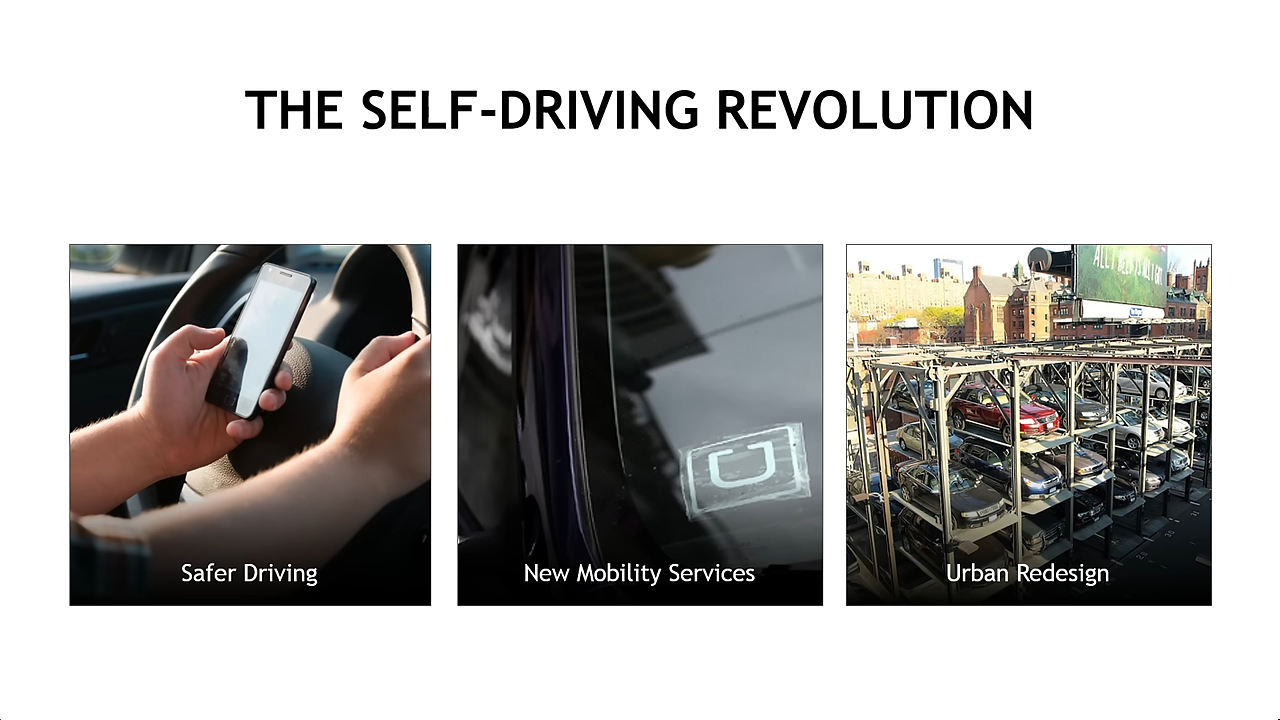 THE SELF-DRIVING REVOLUTION
Safer Driving
New Mobility Services
Urban Redesign